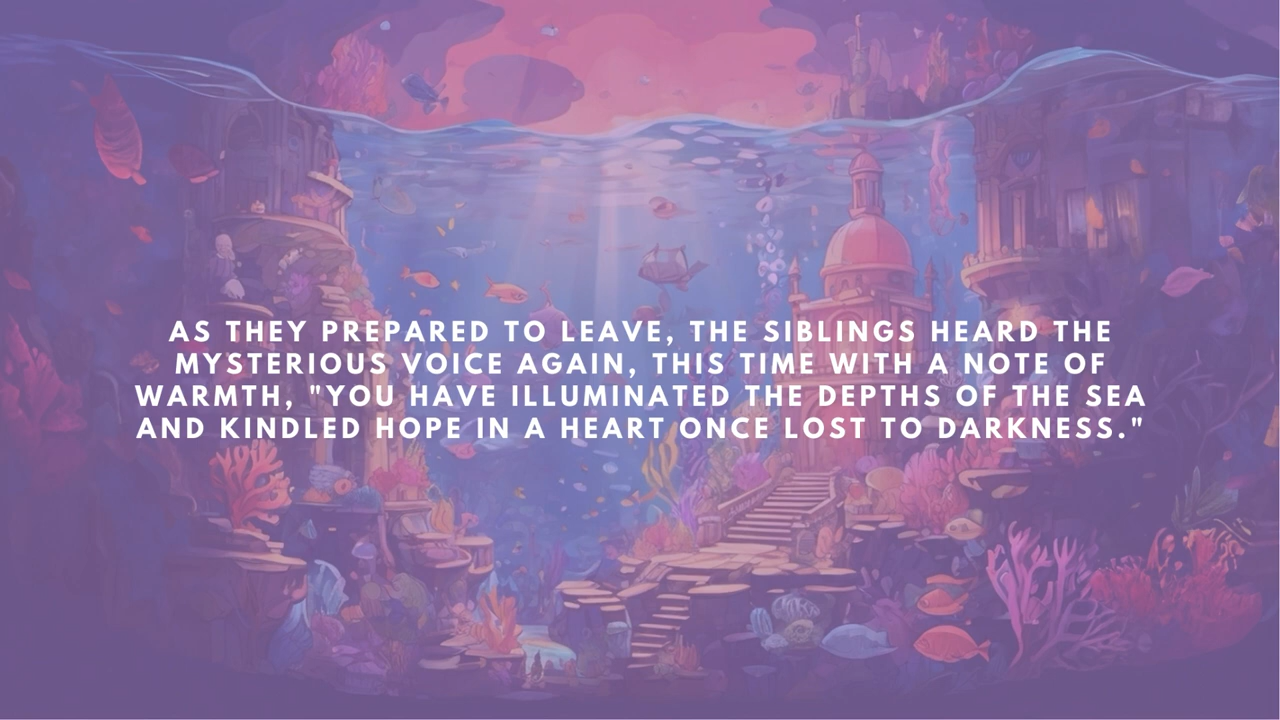 AS THEY PREPARED TO LEAVE, THE SIBLINGS HEARD THE
MYSTERIOUS VOICE AGAIN, THIS TIME WITH A NOTE OF
WARMTH, "YOU HAVE ILLUMINATED THE DEPTHS OF THE SEA
AND KINDLED HOPE IN A HEART ONCE LOST TO DARKNESS."